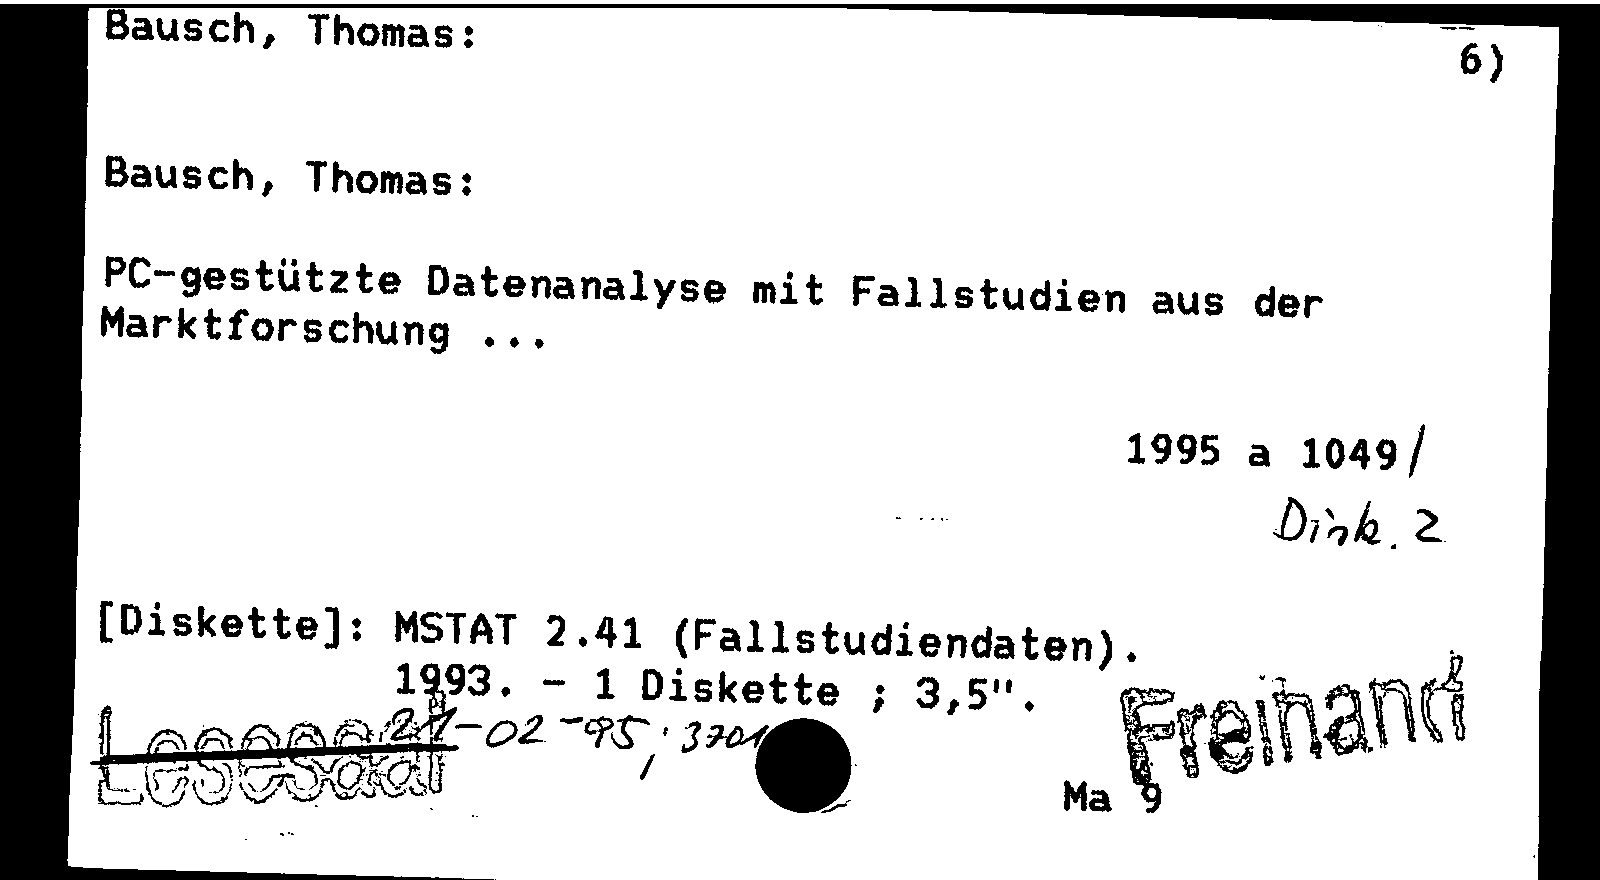 Bausch, Thomas:
6)
Bausch, Thomas:
PC-gestützte Datenanalyse mit Fallstudien aus der
Marktforschung ...
1995 a 1049/
Disk. 2
[Diskette]: MSTAT 2.41 (Fallstudiendaten).
1993. - 1 Diskette ; 3,5".
Lesesaal 21-02-95; 3701
Freihand
Ma 9